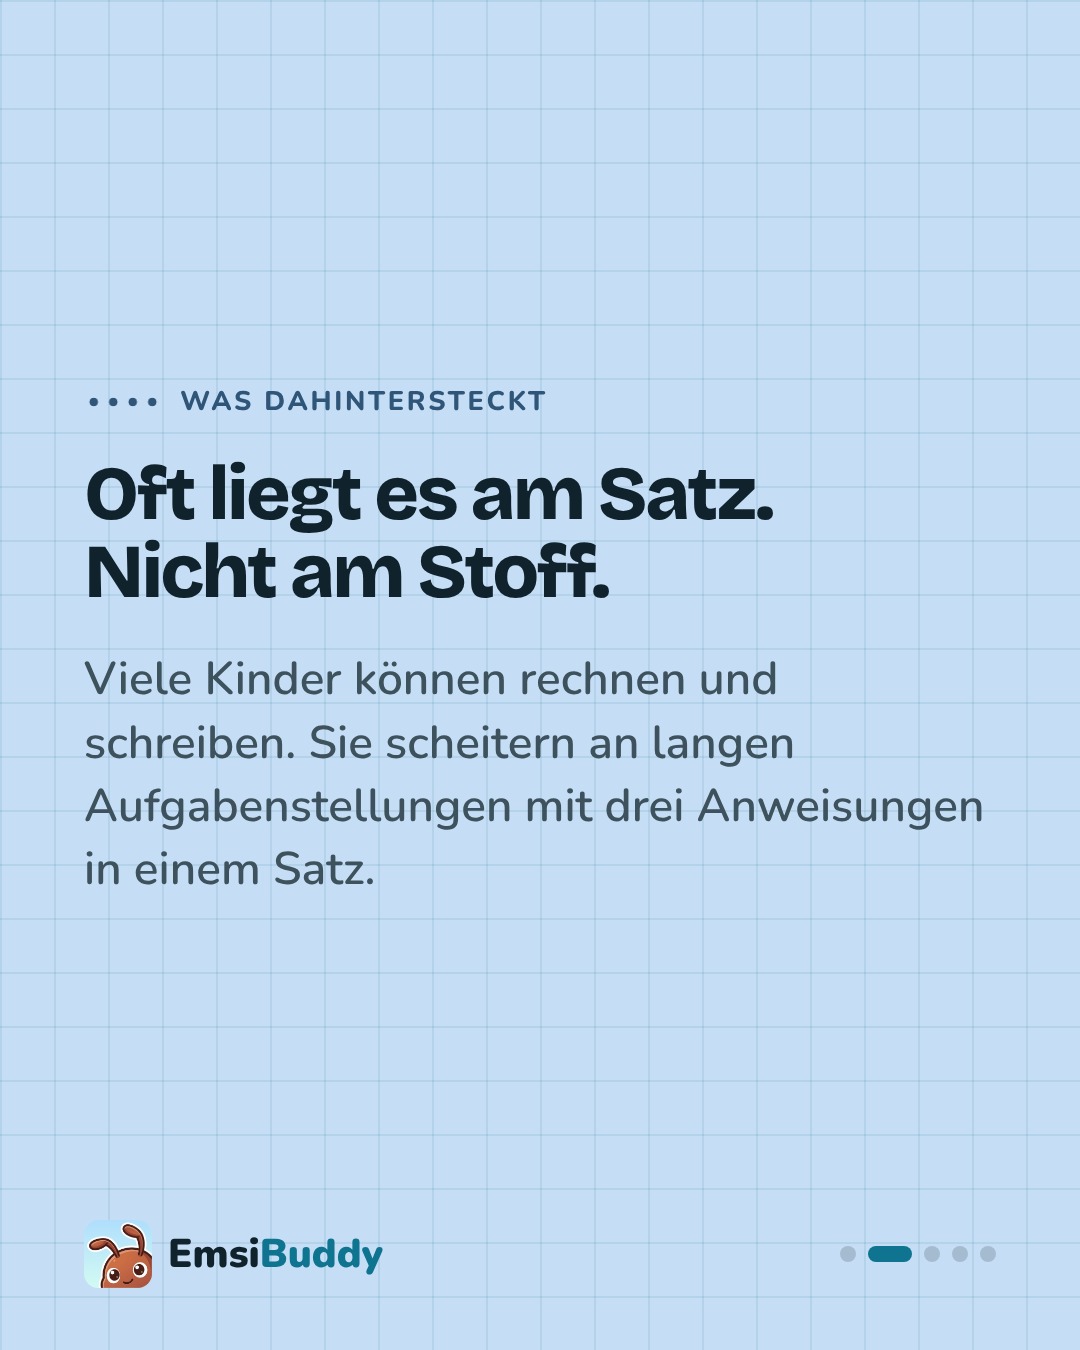 WAS DAHINTERSTECKT
Oft liegt es am Satz.
Nicht am Stoff.
Viele Kinder können rechnen und
schreiben. Sie scheitern an langen
Aufgabenstellungen mit drei Anweisungen
in einem Satz.
EmsiBuddy